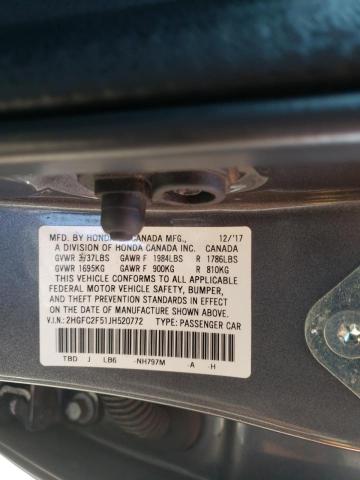 MFD. BY HONDA CANADA MFG., 12/'17
A DIVISION OF HONDA CANADA INC. CANADA
GVWR 3737LBS GAWR F 1984LBS R 1786LBS
GVWR 1695KG GAWR F 900KG R 810KG
THIS VEHICLE CONFORMS TO ALL APPLICABLE
FEDERAL MOTOR VEHICLE SAFETY, BUMPER,
AND THEFT PREVENTION STANDARDS IN EFFECT
ON THE DATE OF MANUFACTURE SHOWN ABOVE.
V.I.N.: 2HGFC2F51JH520772 TYPE: PASSENGER CAR
TBD J LB6 -NH797M -A -H